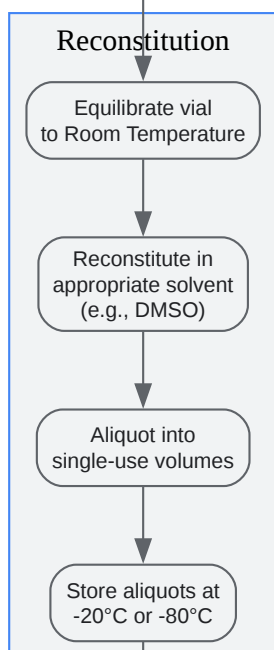 Reconstitution
Equilibrate vial
to Room Temperature
Reconstitute in
appropriate solvent
(e.g., DMSO)
Aliquot into
single-use volumes
Store aliquots at
-20°C or -80°C